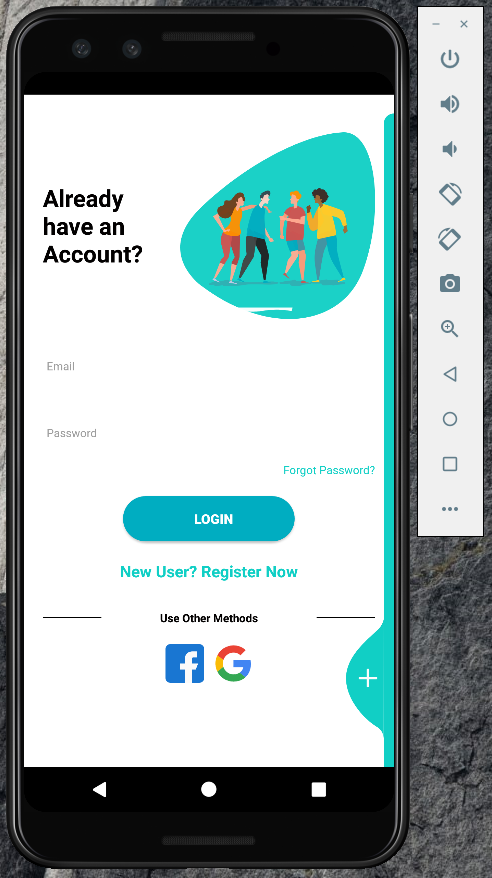 Already
have an
Account?
Email
Password
Forgot Password?
LOGIN
New User? Register Now
Use Other Methods